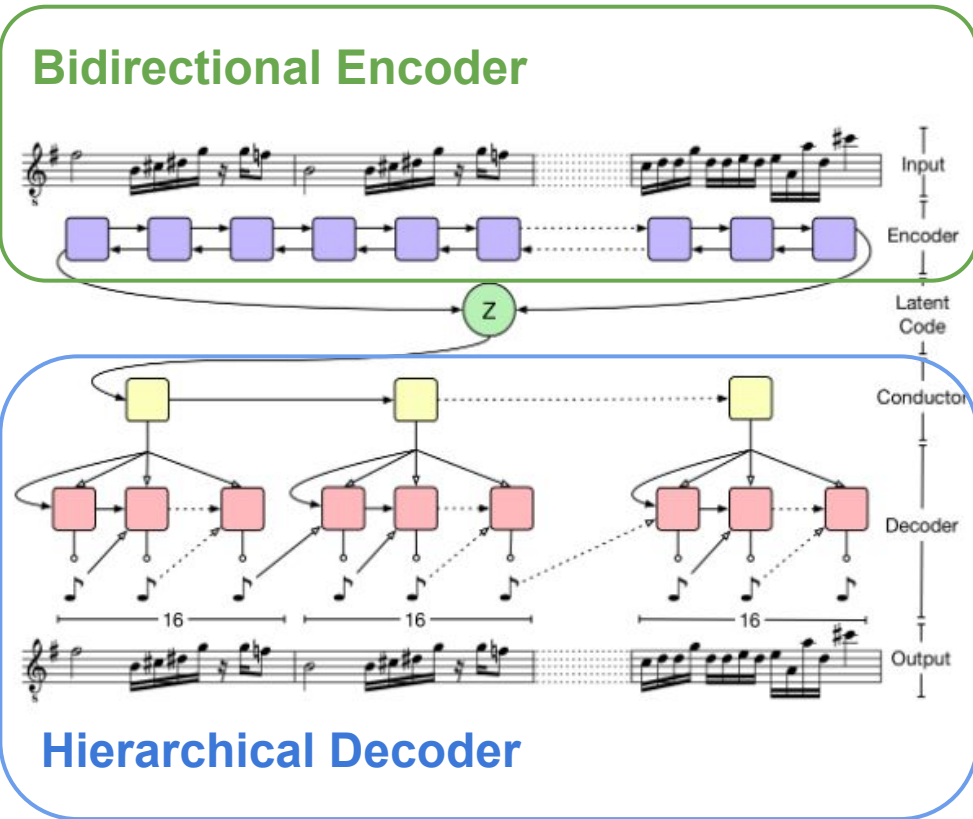 Bidirectional Encoder
Input
Encoder
Z
Latent
Code
Conductor
Decoder
16 16 16
Output
Hierarchical Decoder